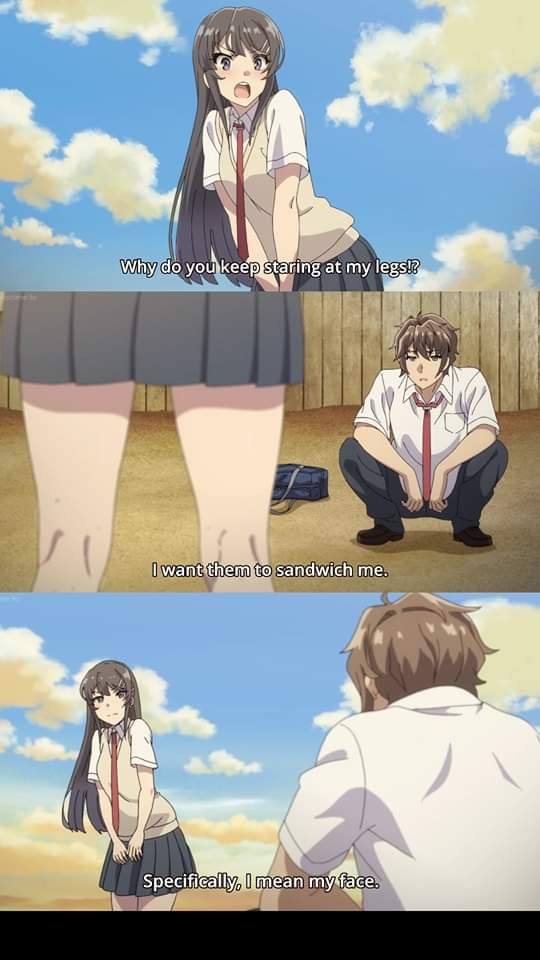 Why do you keep staring at my legs!?
I want them to sandwich me.
Specifically, I mean my face.